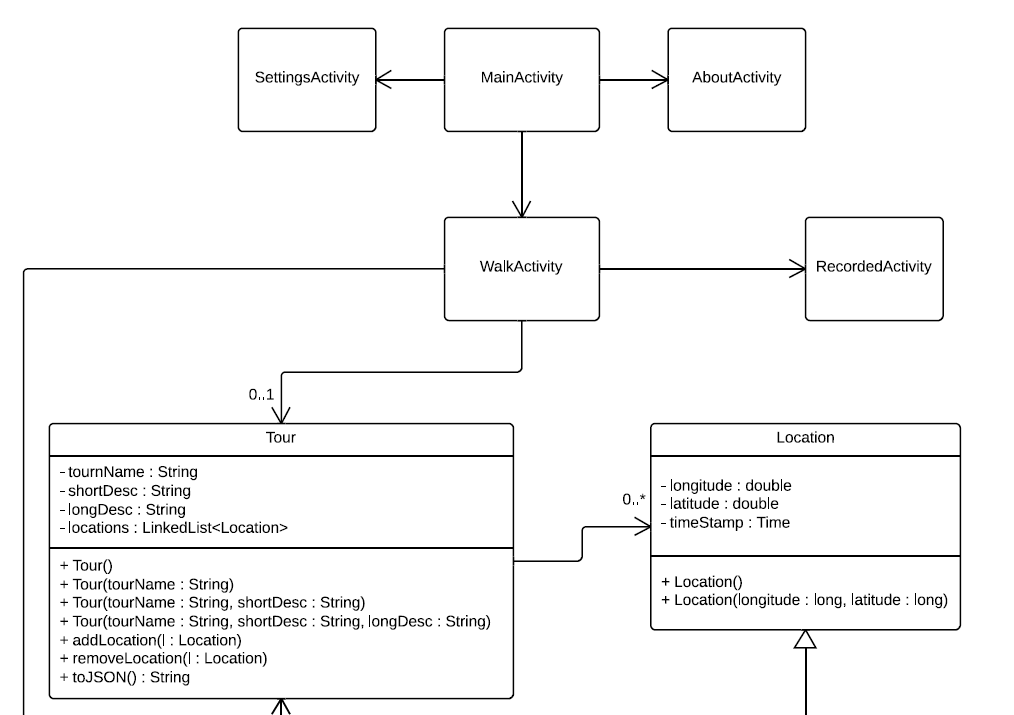 SettingsActivity
MainActivity
AboutActivity
WalkActivity
RecordedActivity
0..1
Tour
- tournName : String
- shortDesc : String
- longDesc : String
- locations : LinkedList<Location>
+ Tour()
+ Tour(tourName : String)
+ Tour(tourName : String, shortDesc : String)
+ Tour(tourName : String, shortDesc : String, longDesc : String)
+ addLocation(l : Location)
+ removeLocation(l : Location)
+ toJSON() : String
0..*
Location
- longitude : double
- latitude : double
- timeStamp : Time
+ Location()
+ Location(longitude : long, latitude : long)